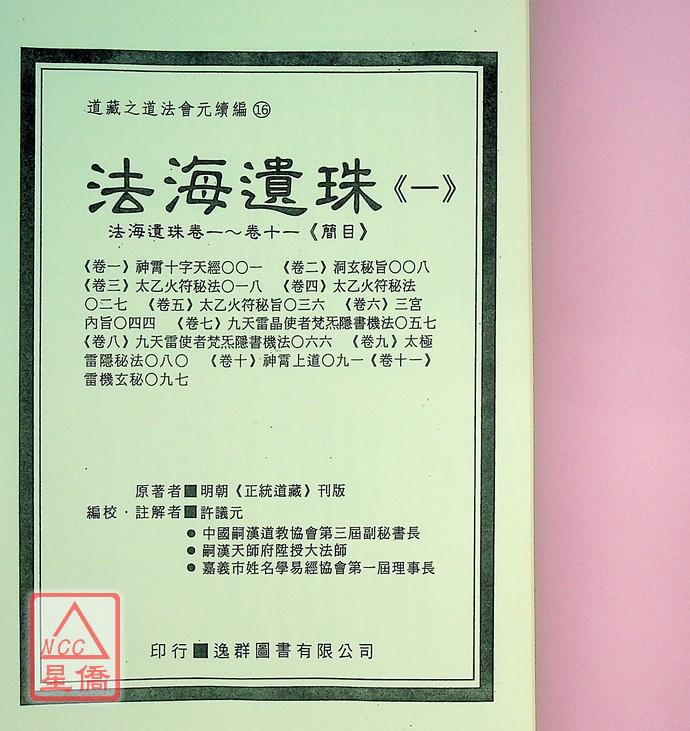 道藏之道法會元續編⑯
法海遺珠《一》
法海遺珠卷一～卷十一《簡目》
《卷一》神霄十字天經〇〇一　《卷二》洞玄秘旨〇〇八
《卷三》太乙火符秘法〇一八　《卷四》太乙火符秘法
〇二七　《卷五》太乙火符秘旨〇三六　《卷六》三宮
內旨〇四四　《卷七》九天雷晶使者梵炁隱書機法〇五七
《卷八》九天雷使者梵炁隱書機法〇六六　《卷九》太極
雷隱秘法〇八〇　《卷十》神霄上道〇九一《卷十一》
雷機玄秘〇九七
原著者■明朝《正統道藏》刊版
編校・註解者■許議元
●中國嗣漢道教協會第三屆副秘書長
●嗣漢天師府陞授大法師
●嘉義市姓名學易經協會第一屆理事長
印行■逸群圖書有限公司
NCC
星僑